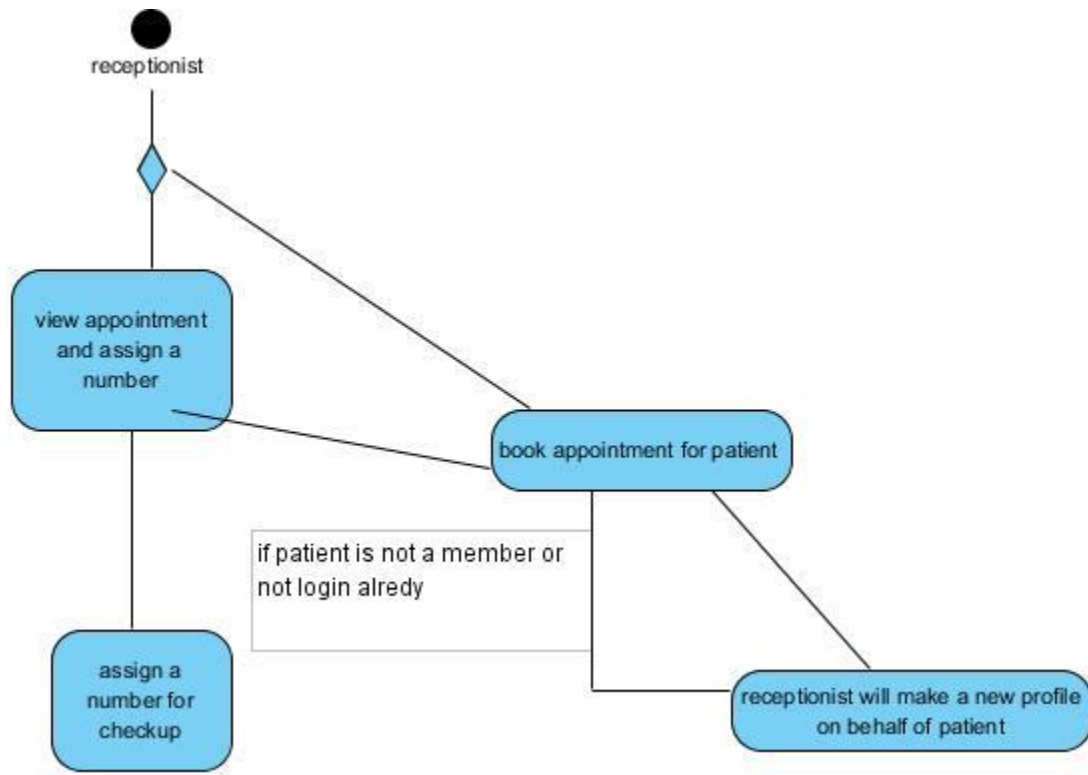 receptionist
view appointment
and assign a
number
book appointment for patient
if patient is not a member or
not login alredy
assign a
number for
checkup
receptionist will make a new profile
on behalf of patient